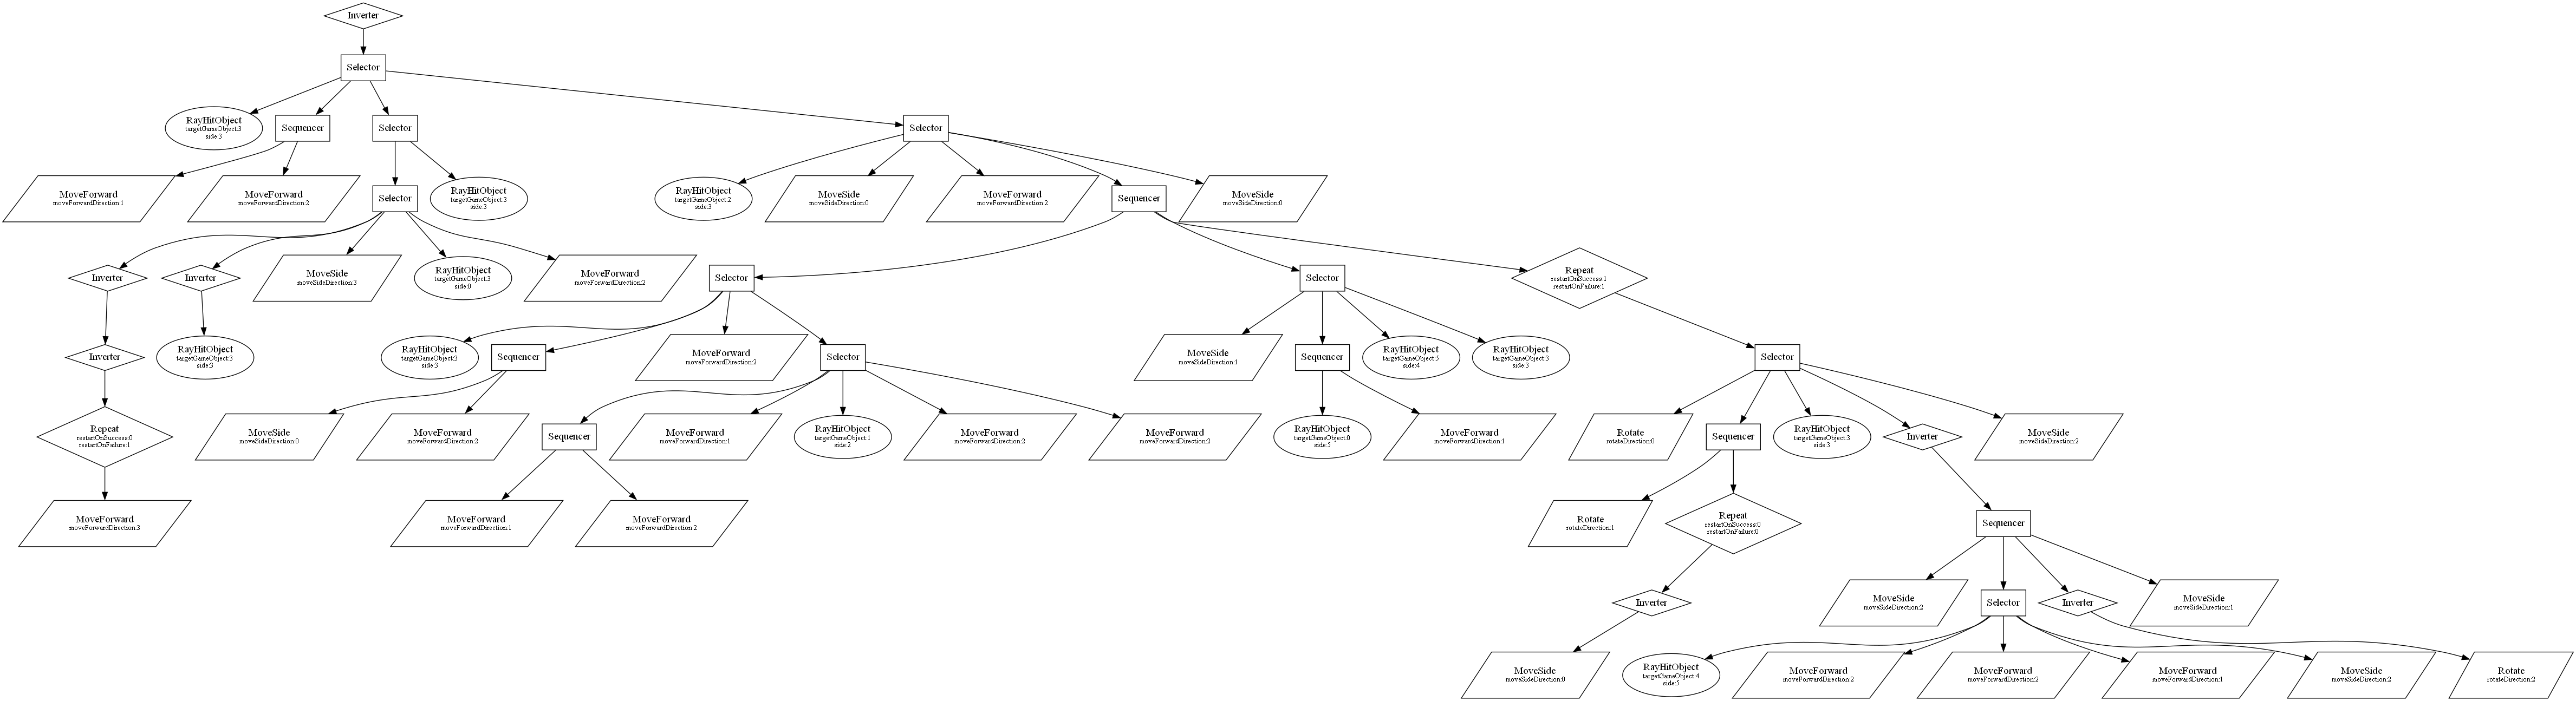 Inverter
Selector
RayHitObject
targetGameObject:3
side:3
Sequencer
Selector
Selector
MoveForward
moveForwardDirection:1
MoveForward
moveForwardDirection:2
Selector
RayHitObject
targetGameObject:3
side:3
RayHitObject
targetGameObject:2
side:3
MoveSide
moveSideDirection:0
MoveForward
moveForwardDirection:2
Sequencer
MoveSide
moveSideDirection:0
Inverter
Inverter
MoveSide
moveSideDirection:3
RayHitObject
targetGameObject:3
side:0
MoveForward
moveForwardDirection:2
Selector
Selector
Repeat
restartOnSuccess:1
restartOnFailure:1
Inverter
RayHitObject
targetGameObject:3
side:3
RayHitObject
targetGameObject:3
side:3
Sequencer
MoveForward
moveForwardDirection:2
Selector
MoveSide
moveSideDirection:1
Sequencer
RayHitObject
targetGameObject:5
side:4
RayHitObject
targetGameObject:3
side:3
Selector
Repeat
restartOnSuccess:0
restartOnFailure:1
MoveSide
moveSideDirection:0
MoveForward
moveForwardDirection:2
Sequencer
MoveForward
moveForwardDirection:1
RayHitObject
targetGameObject:1
side:2
MoveForward
moveForwardDirection:2
MoveForward
moveForwardDirection:2
RayHitObject
targetGameObject:0
side:5
MoveForward
moveForwardDirection:1
Rotate
rotateDirection:0
Sequencer
RayHitObject
targetGameObject:3
side:3
Inverter
MoveSide
moveSideDirection:2
MoveForward
moveForwardDirection:3
MoveForward
moveForwardDirection:1
MoveForward
moveForwardDirection:2
Rotate
rotateDirection:1
Repeat
restartOnSuccess:0
restartOnFailure:0
Sequencer
Inverter
MoveSide
moveSideDirection:2
Selector
Inverter
MoveSide
moveSideDirection:1
MoveSide
moveSideDirection:0
RayHitObject
targetGameObject:4
side:5
MoveForward
moveForwardDirection:2
MoveForward
moveForwardDirection:2
MoveForward
moveForwardDirection:1
MoveSide
moveSideDirection:2
Rotate
rotateDirection:2